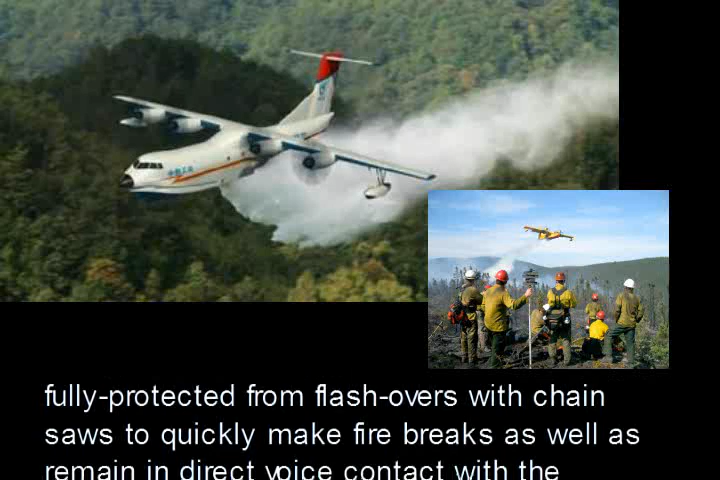 fully-protected from flash-overs with chain
saws to quickly make fire breaks as well as
remain in direct voice contact with the